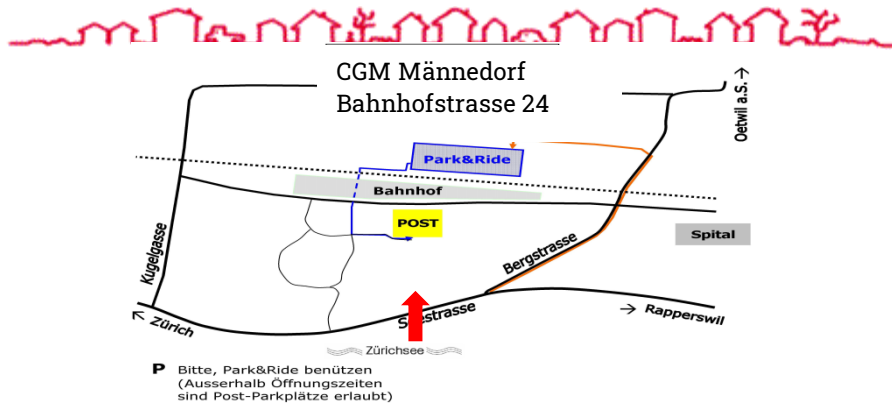 CGM Männedorf
Bahnhofstrasse 24
Oetwil a.S. →
Park&Ride
Bahnhof
POST
Spital
Kugelgasse
Bergstrasse
← Zürich
Seestrasse
→ Rapperswil
Zürichsee
P Bitte, Park&Ride benützen
(Ausserhalb Öffnungszeiten
sind Post-Parkplätze erlaubt)